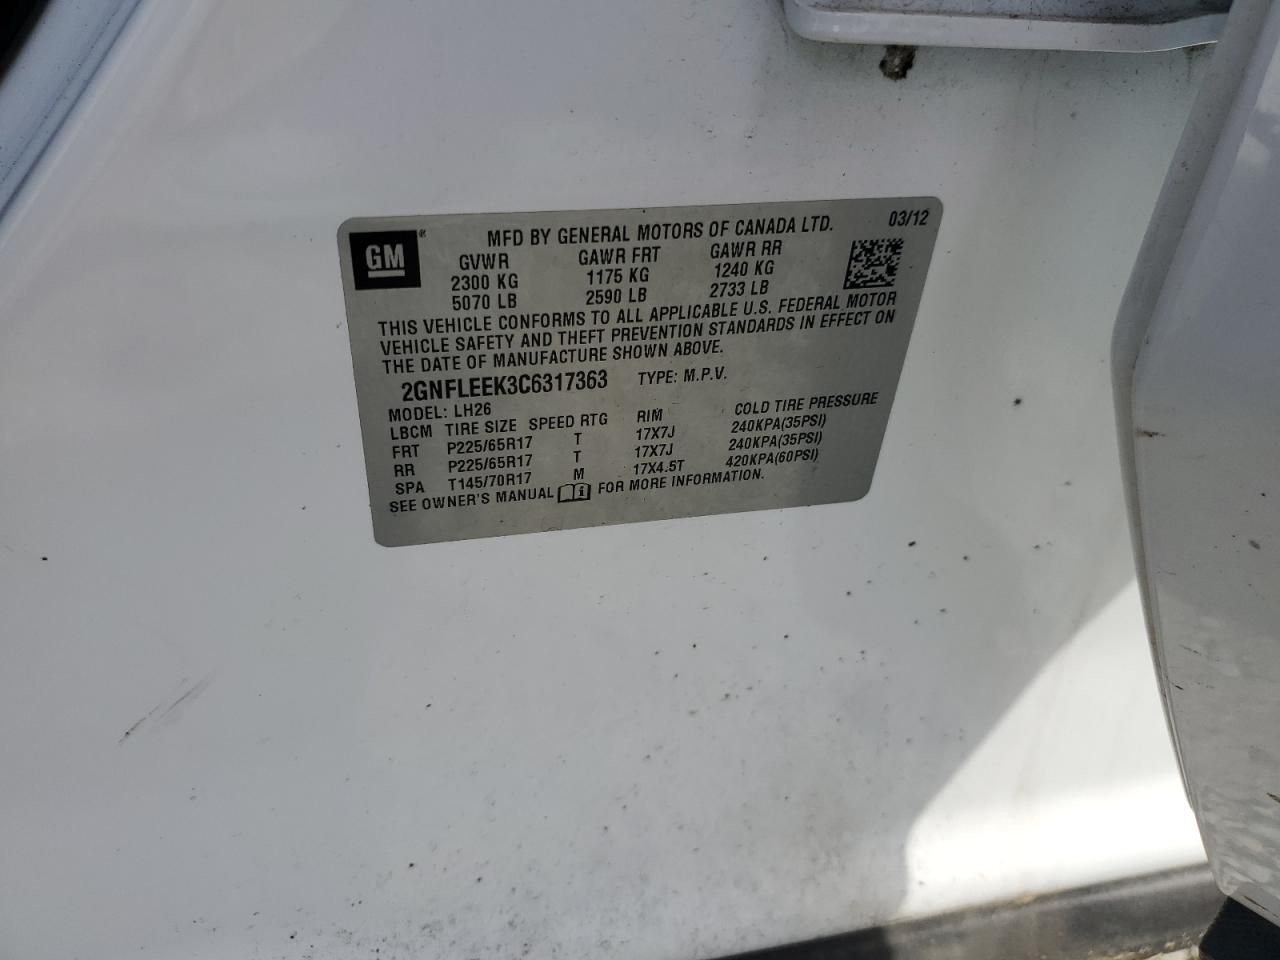 MFD BY GENERAL MOTORS OF CANADA LTD. 03/12
GM ®
GVWR GAWR FRT GAWR RR
2300 KG 1175 KG 1240 KG
5070 LB 2590 LB 2733 LB
THIS VEHICLE CONFORMS TO ALL APPLICABLE U.S. FEDERAL MOTOR
VEHICLE SAFETY AND THEFT PREVENTION STANDARDS IN EFFECT ON
THE DATE OF MANUFACTURE SHOWN ABOVE.
2GNFLEEK3C6317363 TYPE: M.P.V.
MODEL: LH26
LBCM TIRE SIZE SPEED RTG RIM COLD TIRE PRESSURE
FRT P225/65R17 T 17X7J 240KPA(35PSI)
RR P225/65R17 T 17X7J 240KPA(35PSI)
SPA T145/70R17 M 17X4.5T 420KPA(60PSI)
SEE OWNER'S MANUAL i FOR MORE INFORMATION.